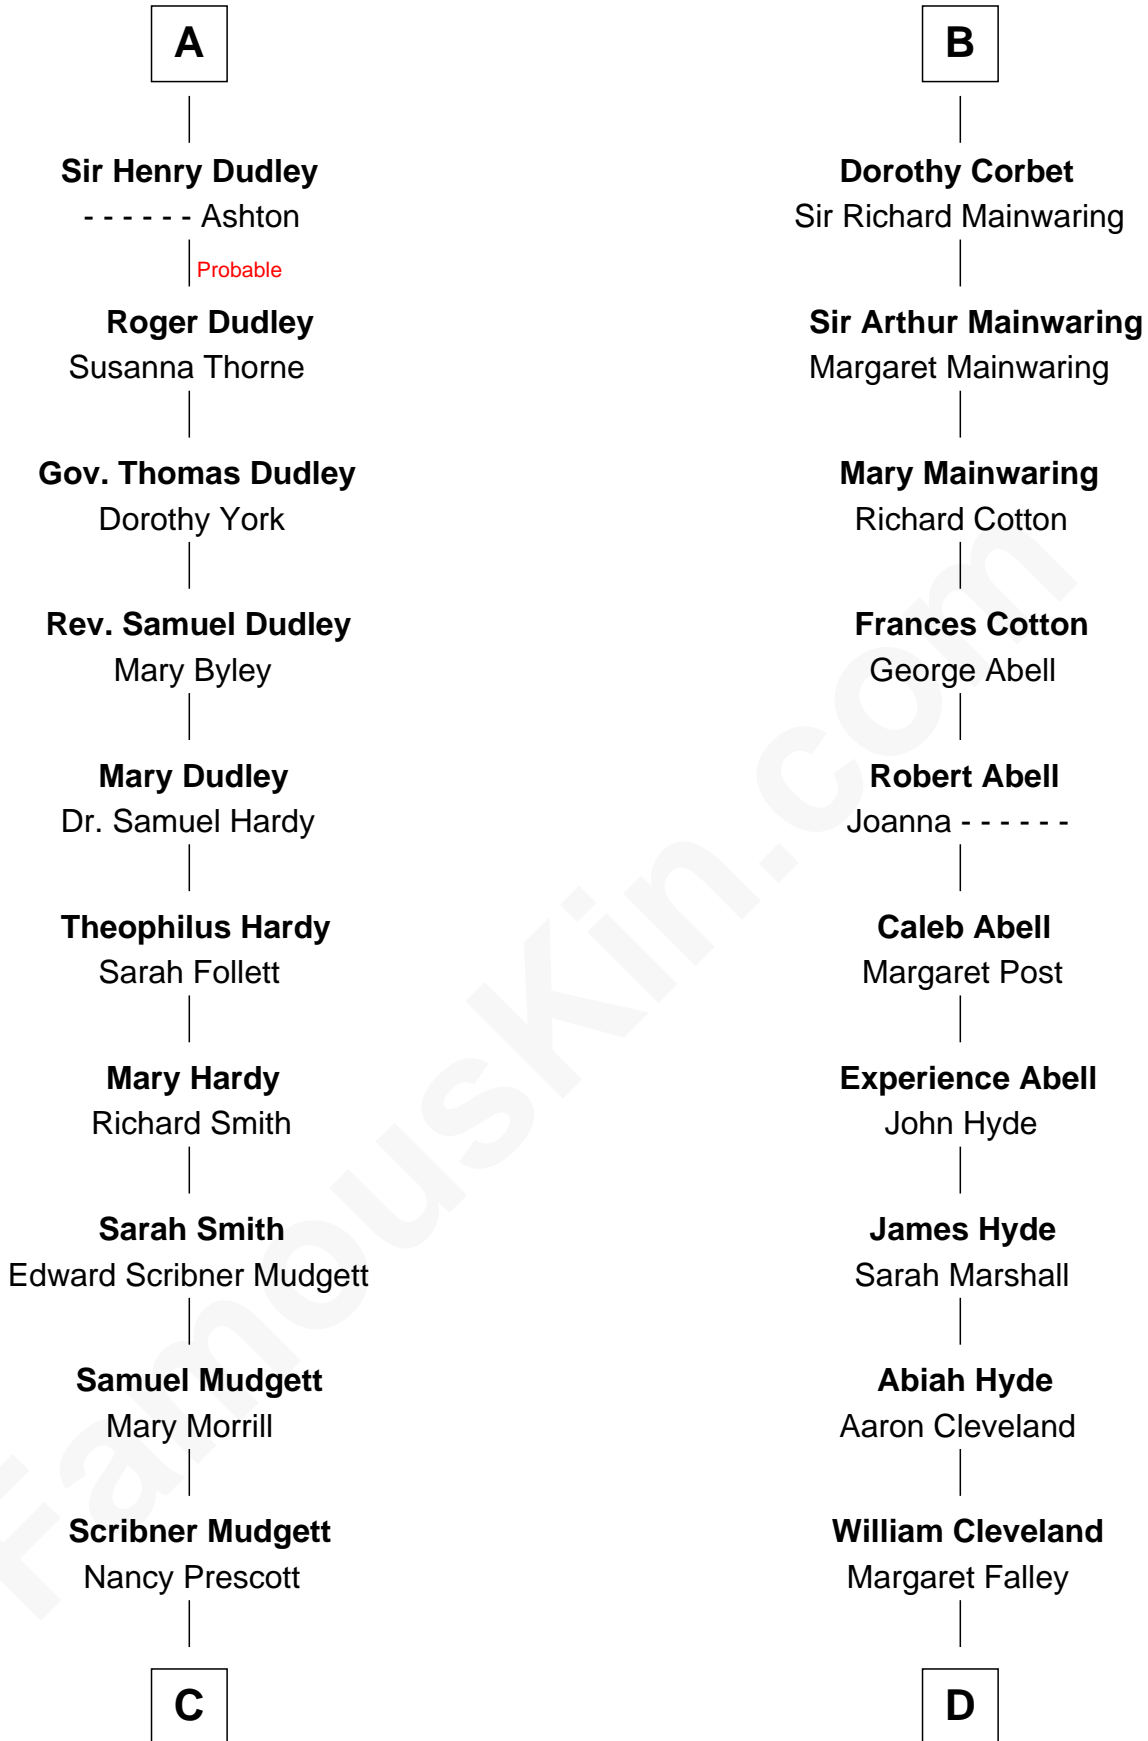 A
Sir Henry Dudley
- - - - - - Ashton
Probable
Roger Dudley
Susanna Thorne
Gov. Thomas Dudley
Dorothy York
Rev. Samuel Dudley
Mary Byley
Mary Dudley
Dr. Samuel Hardy
Theophilus Hardy
Sarah Follett
Mary Hardy
Richard Smith
Sarah Smith
Edward Scribner Mudgett
Samuel Mudgett
Mary Morrill
Scribner Mudgett
Nancy Prescott
C
B
Dorothy Corbet
Sir Richard Mainwaring
Sir Arthur Mainwaring
Margaret Mainwaring
Mary Mainwaring
Richard Cotton
Frances Cotton
George Abell
Robert Abell
Joanna - - - - - -
Caleb Abell
Margaret Post
Experience Abell
John Hyde
James Hyde
Sarah Marshall
Abiah Hyde
Aaron Cleveland
William Cleveland
Margaret Falley
D
FamousKin.com